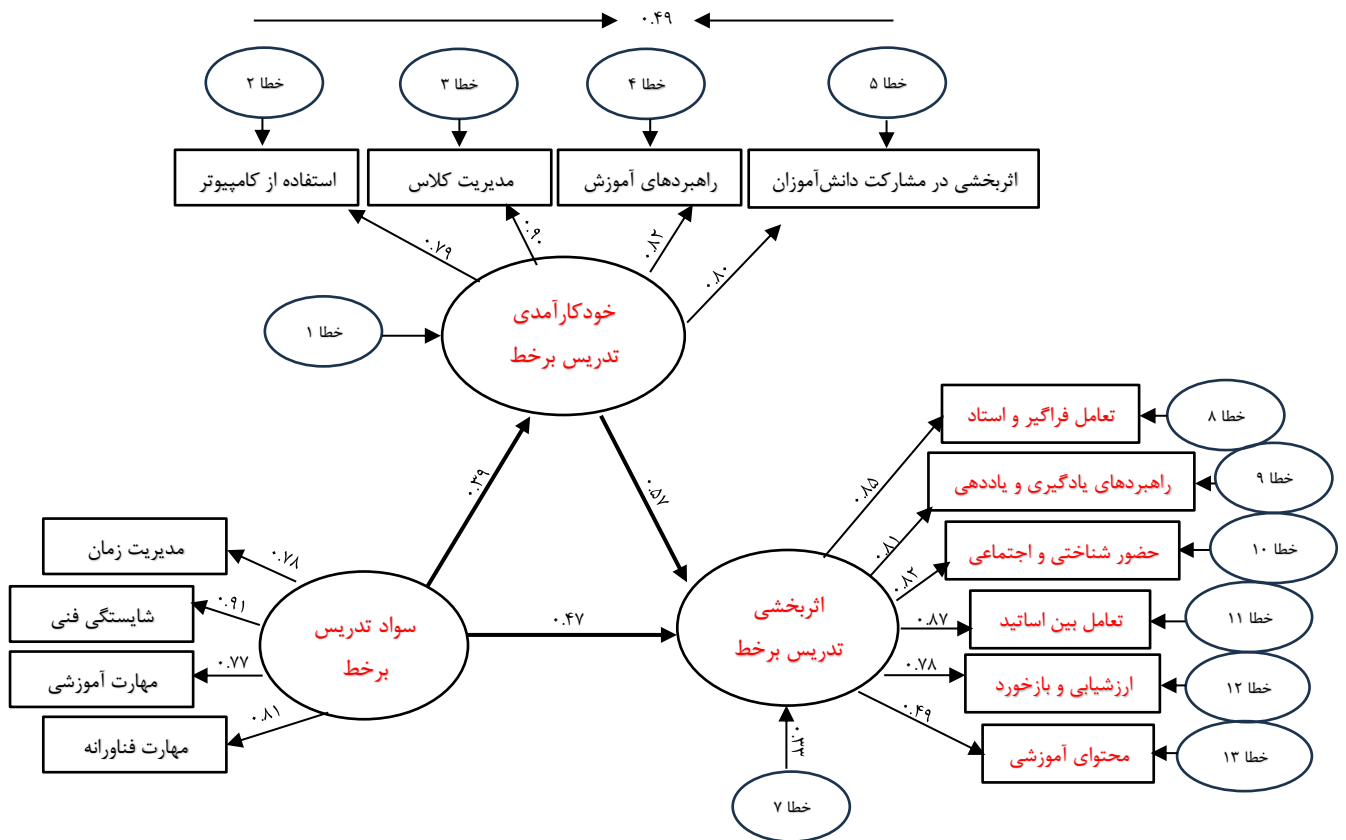 ۰.۴۹
خطا ۲
خطا ۳
خطا ۴
خطا ۵
استفاده از کامپیوتر
مدیریت کلاس
راهبردهای آموزش
اثربخشی در مشارکت دانش‌آموزان
۰.۷۹
۰.۹۰
۰.۸۲
۰.۸۰
خطا ۱
خودکارآمدی
تدریس برخط
۰.۳۹
۰.۵۷
۰.۴۷
مدیریت زمان
شایستگی فنی
مهارت آموزشی
مهارت فناورانه
۰.۷۸
۰.۹۱
۰.۷۷
۰.۸۱
سواد تدریس
برخط
اثربخشی
تدریس برخط
۰.۸۵
۰.۸۱
۰.۸۲
۰.۸۷
۰.۷۸
۰.۴۹
تعامل فراگیر و استاد
راهبردهای یادگیری و یاددهی
حضور شناختی و اجتماعی
تعامل بین اساتید
ارزشیابی و بازخورد
محتوای آموزشی
خطا ۸
خطا ۹
خطا ۱۰
خطا ۱۱
خطا ۱۲
خطا ۱۳
۰.۳۳
خطا ۷